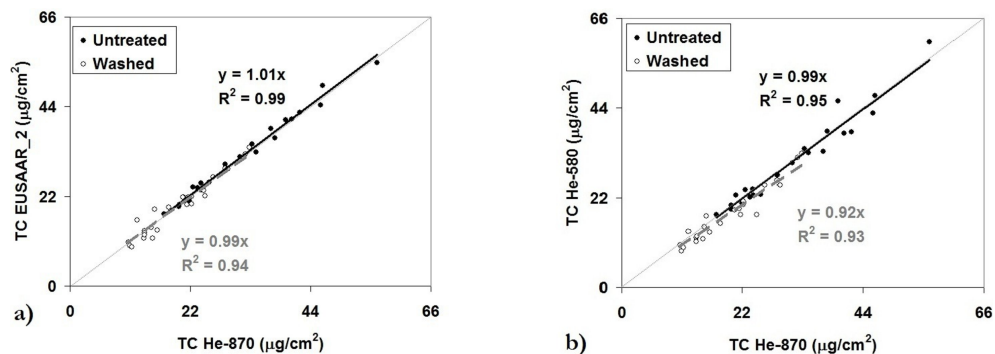 66
44
22
0
TC EUSAAR_2 (µg/cm²)
Untreated
Washed
y = 1.01x
R² = 0.99
y = 0.99x
R² = 0.94
0
22
44
66
TC He-870 (µg/cm²)
a)
66
44
22
0
TC He-580 (µg/cm²)
Untreated
Washed
y = 0.99x
R² = 0.95
y = 0.92x
R² = 0.93
0
22
44
66
TC He-870 (µg/cm²)
b)